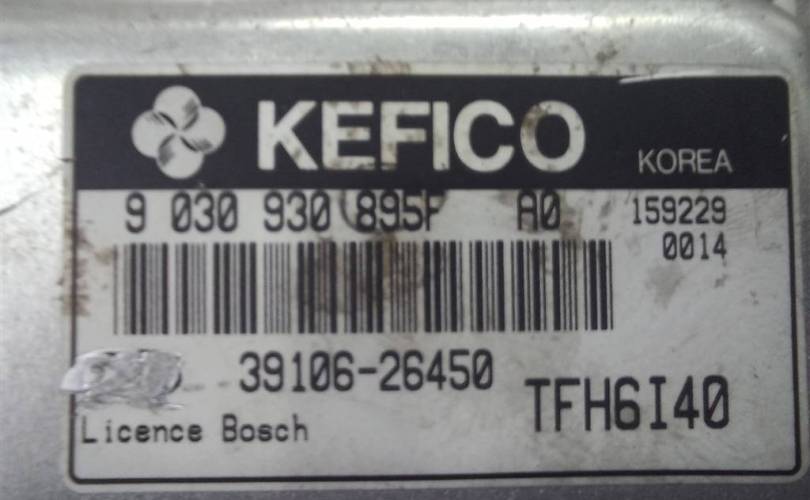 KEFICO
KOREA
9 030 930 895F A0
159229
0014
39106-26450
TFH6I40
Licence Bosch